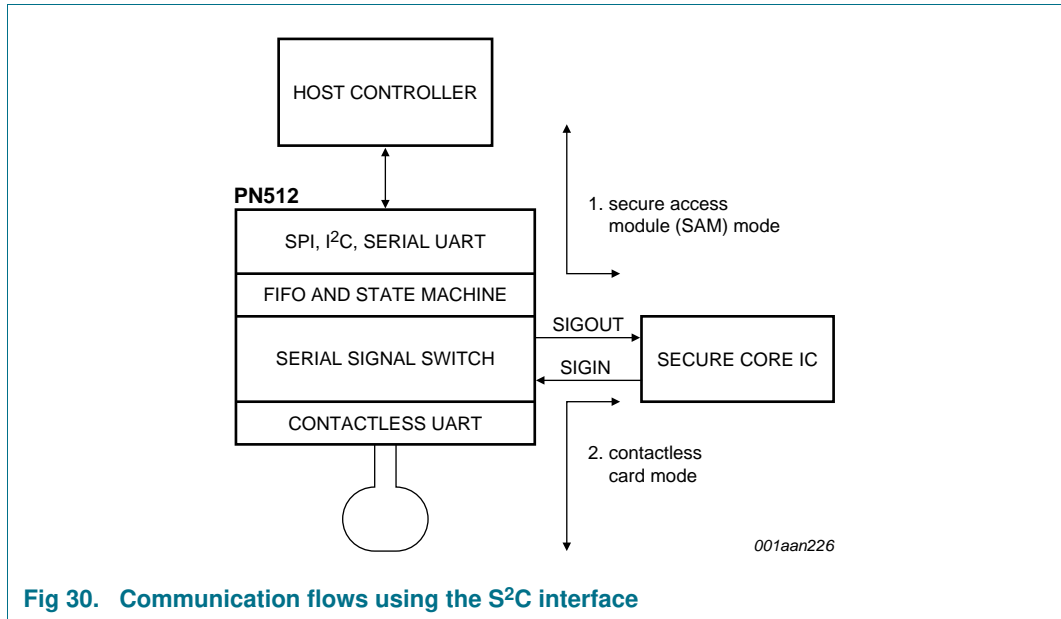 HOST CONTROLLER
PN512
SPI, I²C, SERIAL UART
FIFO AND STATE MACHINE
SERIAL SIGNAL SWITCH
CONTACTLESS UART
1. secure access
module (SAM) mode
SIGOUT
SIGIN
SECURE CORE IC
2. contactless
card mode
001aan226
Fig 30. Communication flows using the S²C interface